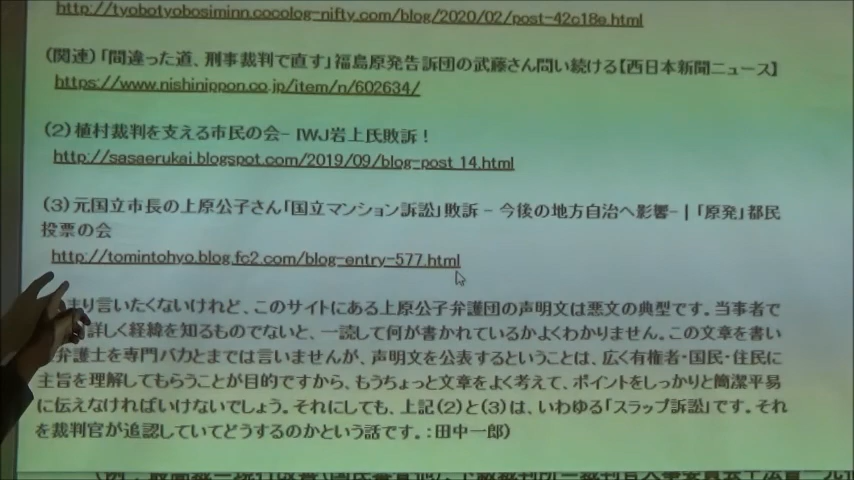 http://tyobotyobosiminn.cocolog-nifty.com/blog/2020/02/post-42c18e.html
(関連)「間違った道、刑事裁判で直す」福島原発告訴団の武藤さん問い続ける【西日本新聞ニュース】
https://www.nishinippon.co.jp/item/n/602634/
(2)植村裁判を支える市民の会- IWJ岩上氏敗訴!
http://sasaerukai.blogspot.com/2019/09/blog-post_14.html
(3)元国立市長の上原公子さん「国立マンション訴訟」敗訴 - 今後の地方自治へ影響- |「原発」都民
投票の会
http://tomintohyo.blog.fc2.com/blog-entry-577.html
まり言いたくないけれど、このサイトにある上原公子弁護団の声明文は悪文の典型です。当事者で
詳しく経緯を知るものでないと、一読して何が書かれているかよくわかりません。この文章を書い
弁護士を専門バカとまでは言いませんが、声明文を公表するということは、広く有権者・国民・住民に
主旨を理解してもらうことが目的ですから、もうちょっと文章をよく考えて、ポイントをしっかりと簡潔平易
に伝えなければいけないでしょう。それにしても、上記(2)と(3)は、いわゆる「スラップ訴訟」です。それ
を裁判官が追認していてどうするのかという話です。:田中一郎)